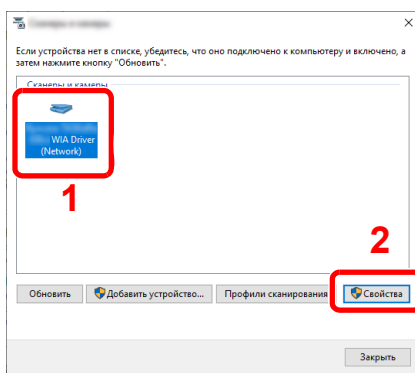 Если устройства нет в списке, убедитесь, что оно подключено к компьютеру и включено, а
затем нажмите кнопку "Обновить".
Сканеры и камеры
WIA Driver
(Network)
1
2
Обновить
Добавить устройство...
Профили сканирования
Свойства
Закрыть